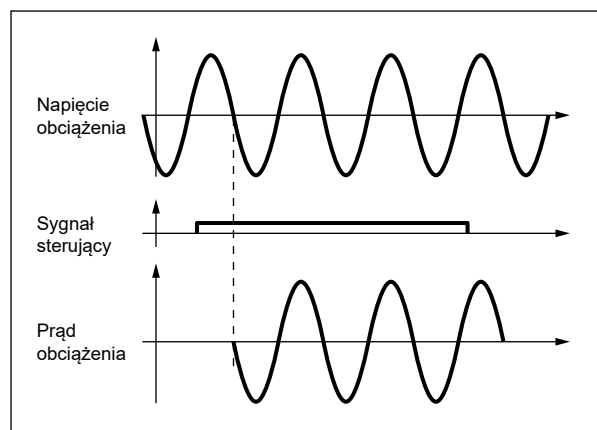 Napięcie
obciążenia
Sygnał
sterujący
Prąd
obciążenia